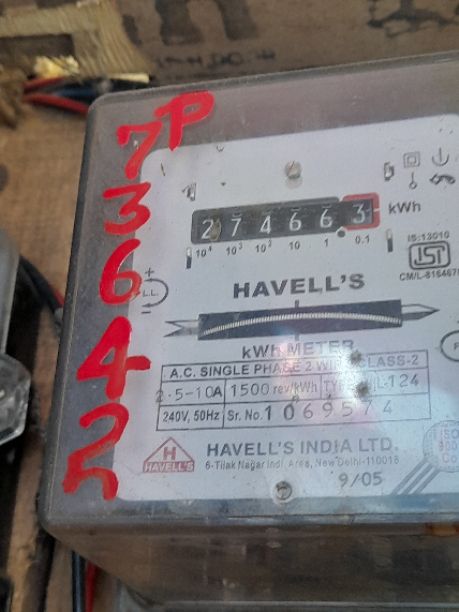 7P
3
6
4
2
274663 kWh
10⁴ 10³ 10² 10 1 0.1
IS:13010
ISI
HAVELL'S
kWh METER
A.C. SINGLE PHASE 2 WIRE CLASS-2
2.5-10A 1500 rev/kWh
240V, 50Hz Sr. No. 1069574
H
HAVELL'S
HAVELL'S INDIA LTD.
6-Tilak Nagar Indl. Area, New Delhi-110018
9/05